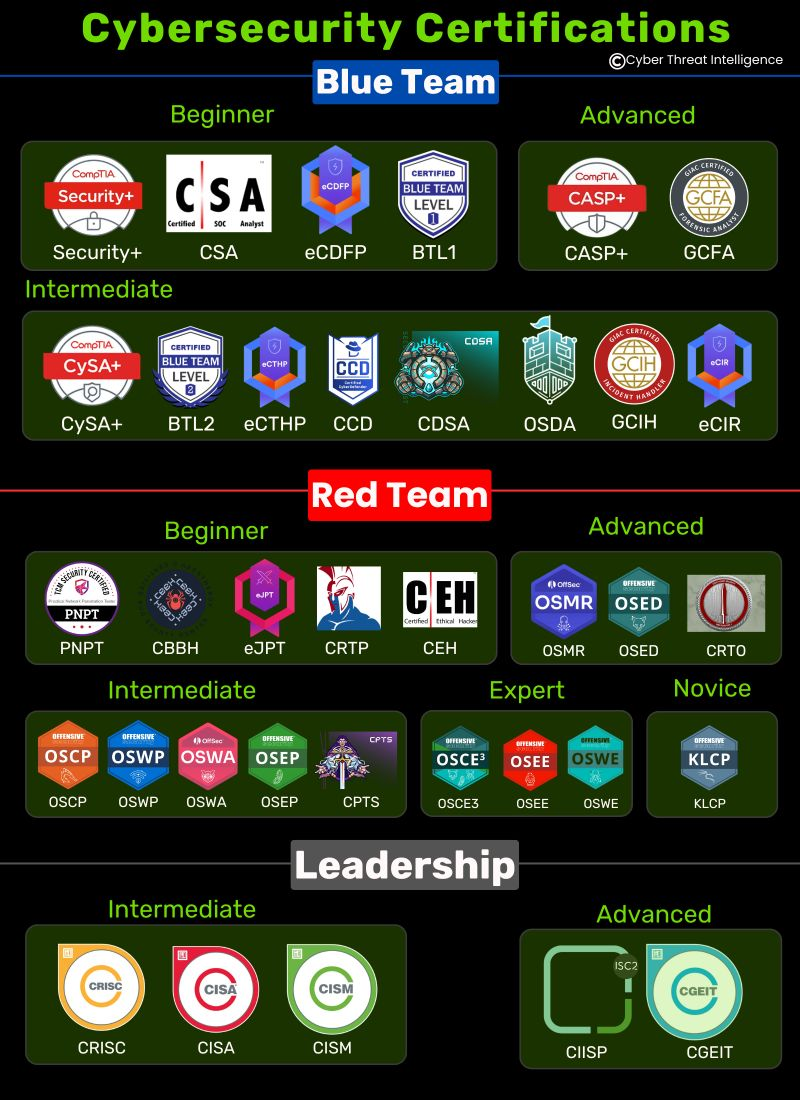 Cybersecurity Certifications
©Cyber Threat Intelligence
Blue Team
Beginner
CompTIA
Security+
Security+
CSA
Certified SOC Analyst
CSA
eCDFP
eCDFP
CERTIFIED
BLUE TEAM
LEVEL
1
BTL1
Advanced
CompTIA
CASP+
CASP+
GIAC CERTIFIED
GCFA
FORENSIC ANALYST
GCFA
Intermediate
CompTIA
CySA+
CySA+
CERTIFIED
BLUE TEAM
LEVEL
2
BTL2
eCTHP
eCTHP
CCD
Certified
CyberDefender
CCD
CDSA
CDSA
OSDA
GIAC CERTIFIED
GCIH
INCIDENT HANDLER
GCIH
eCIR
eCIR
Red Team
Beginner
TCM SECURITY CERTIFIED
Practical Network Penetration Tester
PNPT
PNPT
CBBH
eJPT
eJPT
CRTP
CEH
Certified Ethical Hacker
CEH
Advanced
OffSec
OSMR
OSMR
OFFENSIVE
OSED
OSED
CRTO
Intermediate
OFFENSIVE
OSCP
OSCP
OFFENSIVE
OSWP
OSWP
OffSec
OSWA
OSWA
OFFENSIVE
OSEP
OSEP
CPTS
CPTS
Expert
OFFENSIVE
OSCE³
OSCE3
OFFENSIVE
OSEE
OSEE
OFFENSIVE
OSWE
OSWE
Novice
OFFENSIVE
KLCP
KLCP
Leadership
Intermediate
CRISC
CRISC
CISA
CISA
CISM
CISM
Advanced
ISC2
CIISP
CGEIT
CGEIT